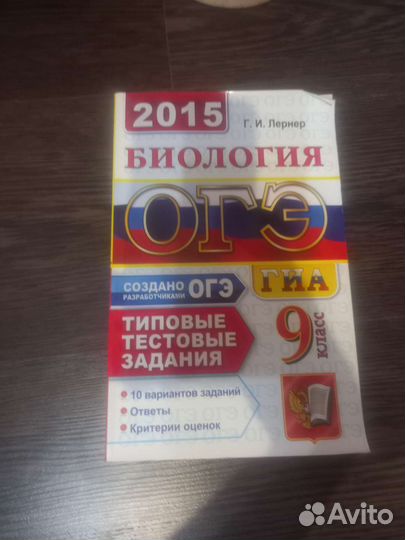 2015
Г. И. Лернер
БИОЛОГИЯ
ОГЭ
ГИА
СОЗДАНО
РАЗРАБОТЧИКАМИ ОГЭ
ТИПОВЫЕ
ТЕСТОВЫЕ
ЗАДАНИЯ
9 класс
• 10 вариантов заданий
• Ответы
• Критерии оценок
Avito